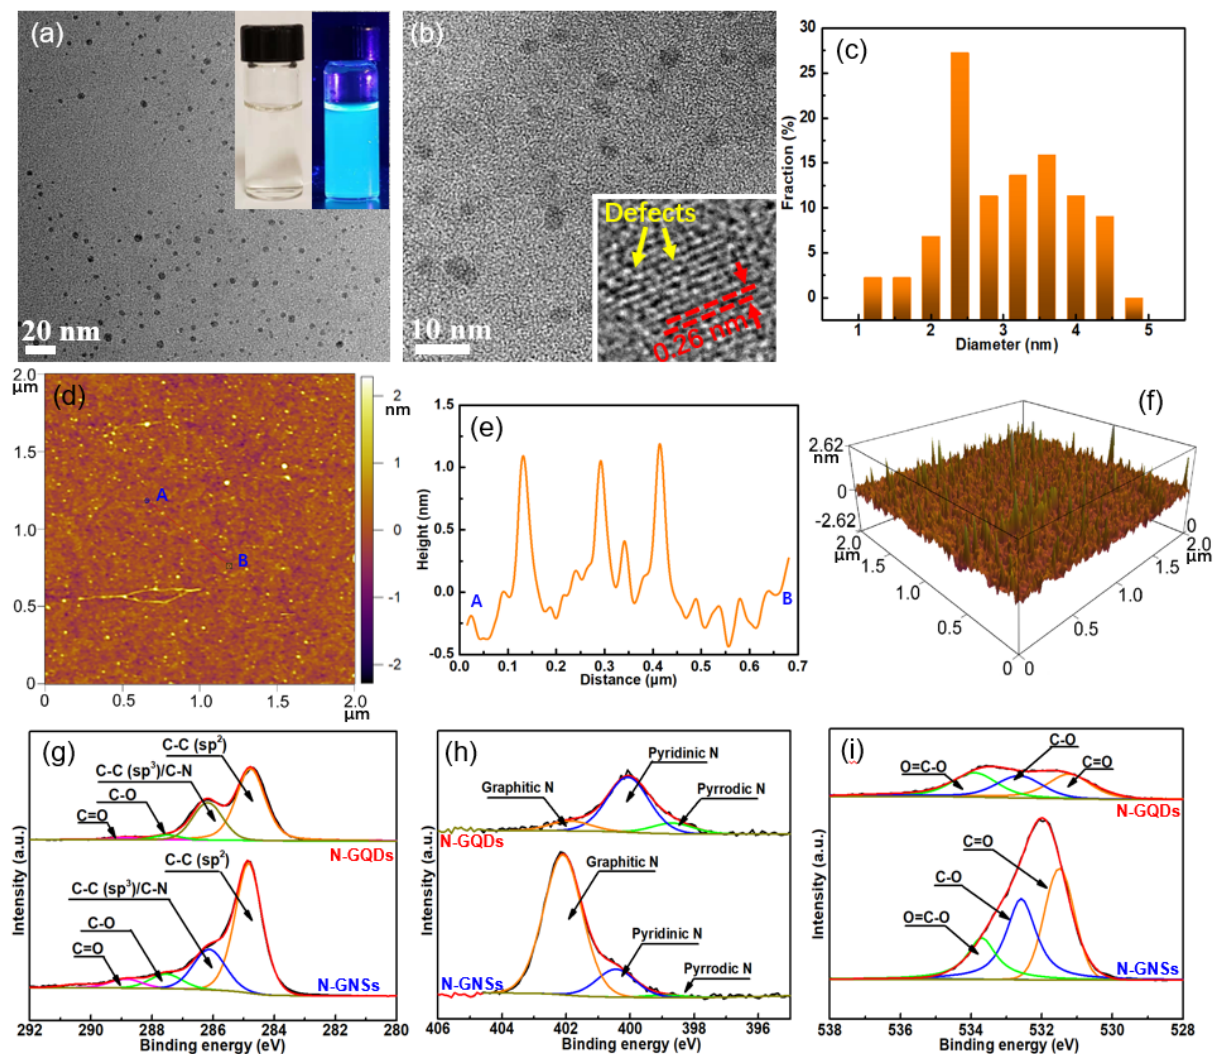 (a)
20 nm
(b)
Defects
0.26 nm
10 nm
(c)
30
25
20
15
10
5
0
Fraction (%)
1
2
3
4
5
Diameter (nm)
2.0
μm
1.5
1.0
0.5
0
(d)
A
B
0
0.5
1.0
1.5
2.0
μm
2
nm
1
0
-1
-2
(e)
1.5
1.0
0.5
0.0
-0.5
Height (nm)
A
B
0.0
0.1
0.2
0.3
0.4
0.5
0.6
0.7
Distance (μm)
(f)
2.62
nm
0
-2.62
2.0
μm
1.5
1.0
0.5
0
0
0.5
1.0
1.5
2.0
μm
0
(g)
C-C (sp2)
C-C (sp3)/C-N
C-O
C=O
N-GQDs
C-C (sp2)
C-C (sp3)/C-N
C-O
C=O
N-GNSs
Intensity (a.u.)
292
290
288
286
284
282
280
Binding energy (eV)
(h)
Pyridinic N
Graphitic N
Pyrrodic N
N-GQDs
Graphitic N
Pyridinic N
Pyrrodic N
N-GNSs
Intensity (a.u.)
406
404
402
400
398
396
Binding energy (eV)
(i)
C-O
O=C-O
C=O
N-GQDs
C=O
C-O
O=C-O
N-GNSs
Intensity (a.u.)
538
536
534
532
530
528
Binding energy (eV)